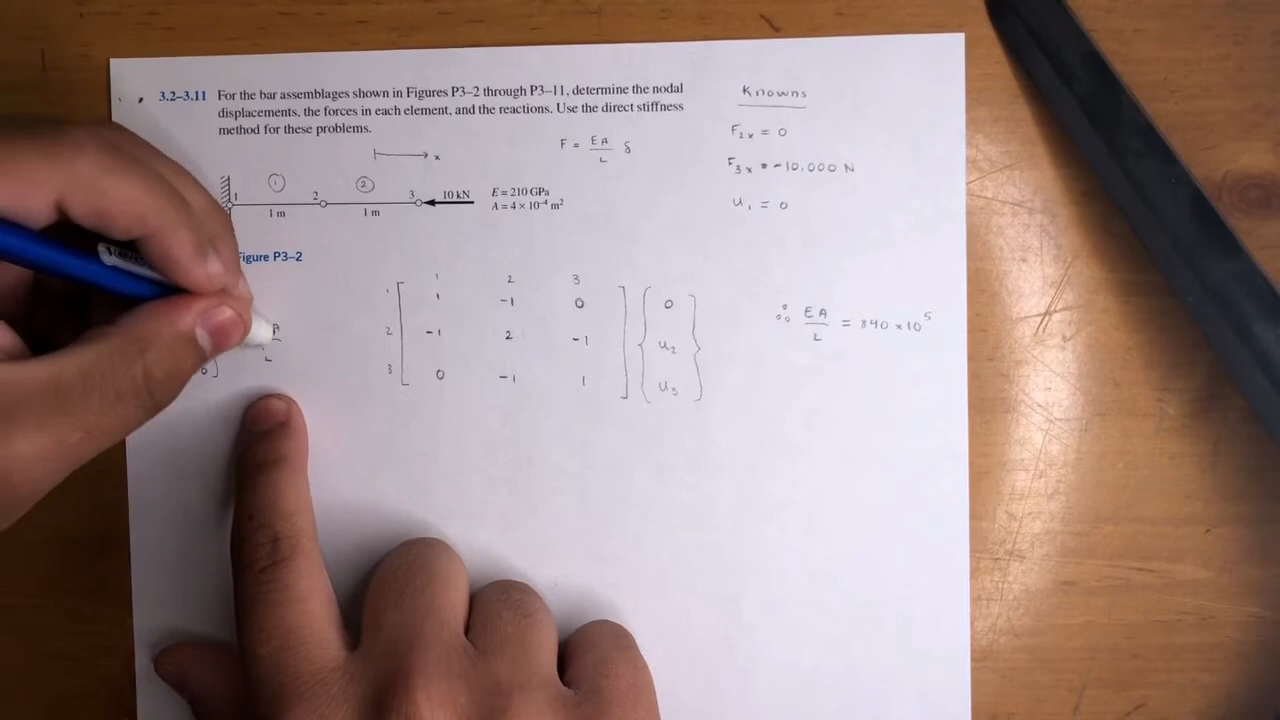 3.2–3.11 For the bar assemblages shown in Figures P3–2 through P3–11, determine the nodal
displacements, the forces in each element, and the reactions. Use the direct stiffness
method for these problems.
Knowns
F = EA/L δ
F2x = 0
F3x = -10,000 N
u1 = 0
x
1 2
1 2 3 10 kN
1 m 1 m
E = 210 GPa
A = 4 × 10⁻⁴ m²
igure P3–2
1 2 3
1 [ 1 -1 0 ] { 0 }
2 [ -1 2 -1 ] { u2 }
3 [ 0 -1 1 ] { u3 }
∴ EA/L = 840 × 10⁵
A
L
0 ]